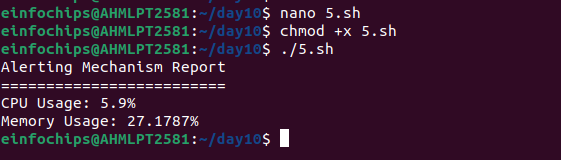 einfochips@AHMLPT2581:~/day10$ nano 5.sh
einfochips@AHMLPT2581:~/day10$ chmod +x 5.sh
einfochips@AHMLPT2581:~/day10$ ./5.sh
Alerting Mechanism Report
=========================
CPU Usage: 5.9%
Memory Usage: 27.1787%
einfochips@AHMLPT2581:~/day10$